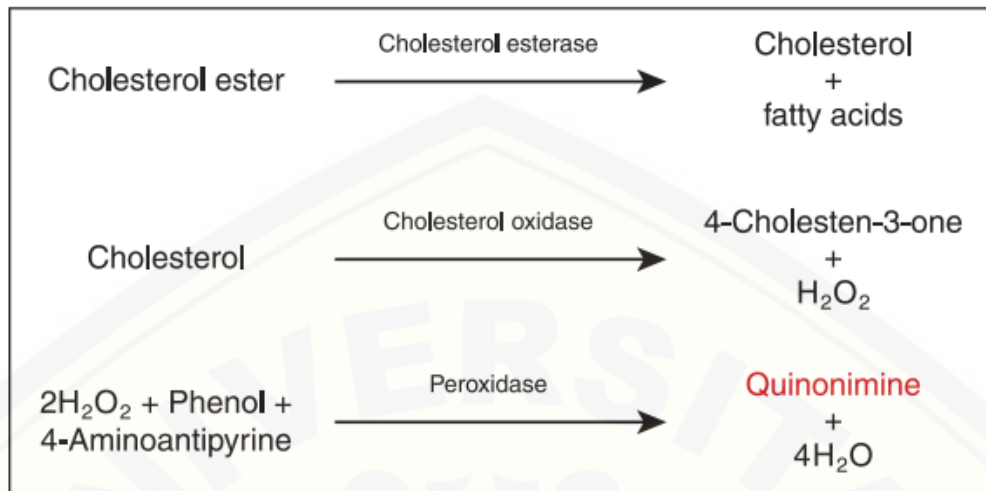 Cholesterol ester
Cholesterol esterase
Cholesterol
+
fatty acids
Cholesterol
Cholesterol oxidase
4-Cholesten-3-one
+
H₂O₂
2H₂O₂ + Phenol +
4-Aminoantipyrine
Peroxidase
Quinonimine
+
4H₂O